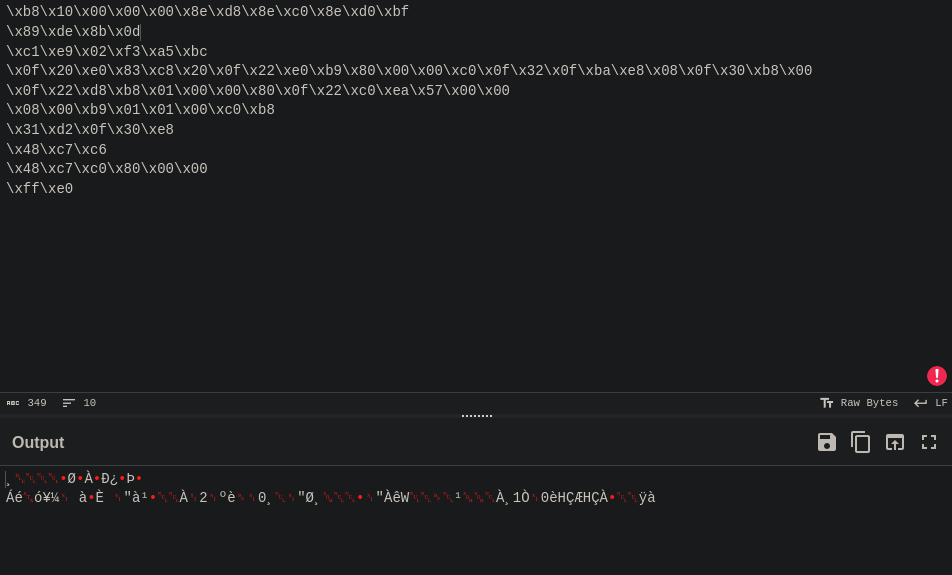 \xb8\x10\x00\x00\x00\x8e\xd8\x8e\xc0\x8e\xd0\xbf
\x89\xde\x8b\x0d
\xc1\xe9\x02\xf3\xa5\xbc
\x0f\x20\xe0\x83\xc8\x20\x0f\x22\xe0\xb9\x80\x00\x00\xc0\x0f\x32\x0f\xba\xe8\x08\x0f\x30\xb8\x00
\x0f\x22\xd8\xb8\x01\x00\x00\x80\x0f\x22\xc0\xea\x57\x00\x00
\x08\x00\xb9\x01\x01\x00\xc0\xb8
\x31\xd2\x0f\x30\xe8
\x48\xc7\xc6
\x48\xc7\xc0\x80\x00\x00
\xff\xe0
ABC 349 10 Raw Bytes LF
Output
¸␐␀␀␀•Ø•À•Ð¿•Þ•
Áé␂ó¥¼␏ à•È ␏"à¹•␀␀À␏2␏ºè␈␏0¸␀␏"Ø¸␁␀␀•␏"ÀêW␀␀␈␀¹␁␁␀À¸1Ò␏0èHÇÆHÇÀ•␀␀ÿà